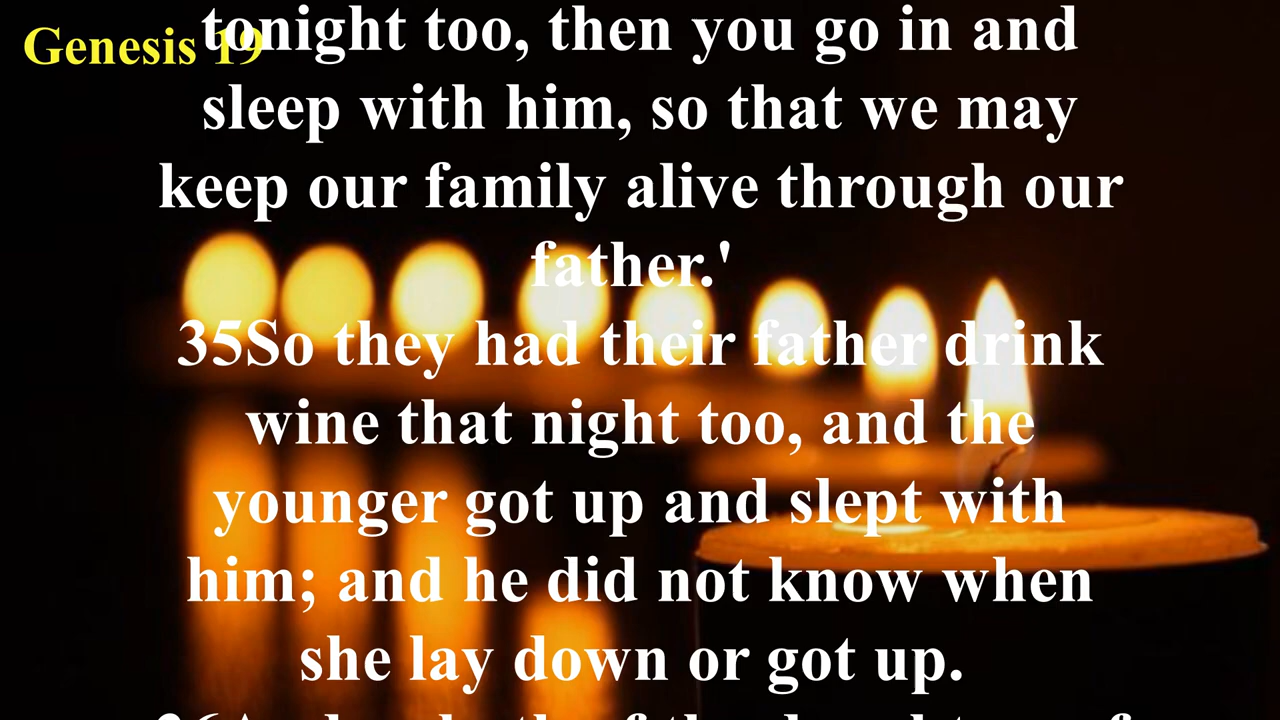 Genesis 19
tonight too, then you go in and
sleep with him, so that we may
keep our family alive through our
father.'
35So they had their father drink
wine that night too, and the
younger got up and slept with
him; and he did not know when
she lay down or got up.